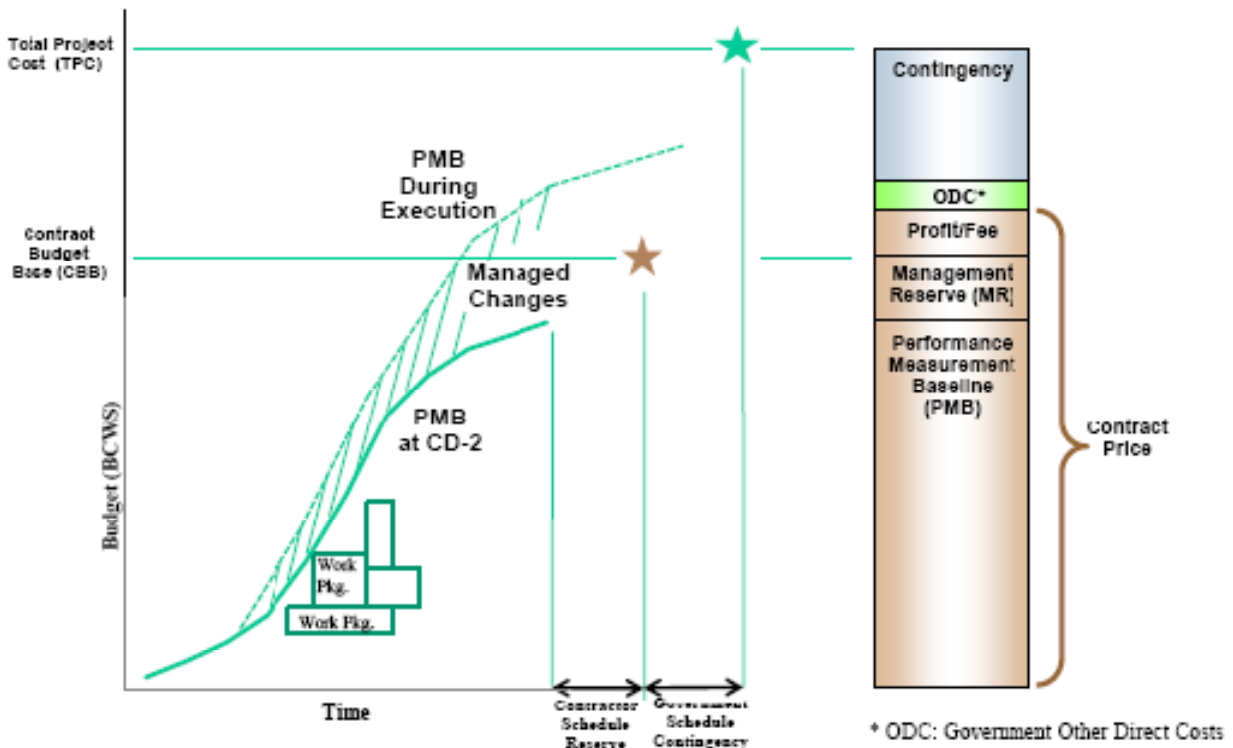 Total Project
Cost (TPC)
Contingency
PMB
During
Execution
ODC*
Contract
Budget
Base (CBB)
Profit/Fee
Managed
Changes
Management
Reserve (MR)
Performance
Measurement
Baseline
(PMB)
PMB
at CD-2
Contract
Price
Budget (BCWS)
Work
Pkg.
Work Pkg.
Time
Contractor
Schedule
Reserve
Government
Schedule
Contingency
* ODC: Government Other Direct Costs